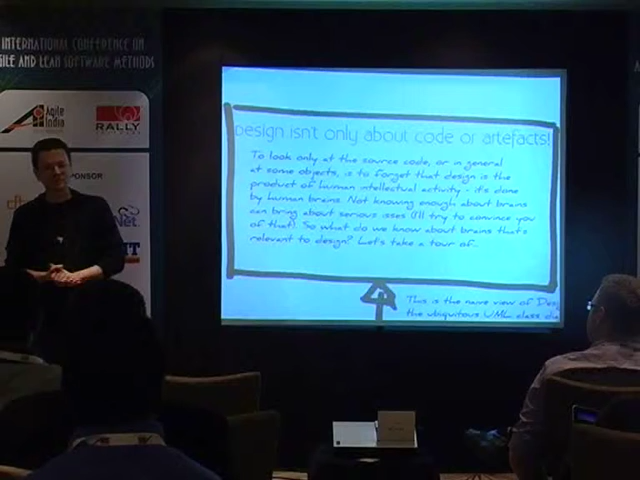 INTERNATIONAL CONFERENCE ON
GILE AND LEAN SOFTWARE METHODS
Agile
India
RALLY
SPONSOR
Net
IT
Design isn't only about code or artefacts!
To look only at the source code, or in general
at some objects, is to forget that design is the
product of human intellectual activity - it's done
by human brains. Not knowing enough about brains
can bring about serious isses (I'll try to convince you
of that). So what do we know about brains that's
relevant to design? Let's take a tour of..
This is the naive view of Des
the ubiquitous UML class dia